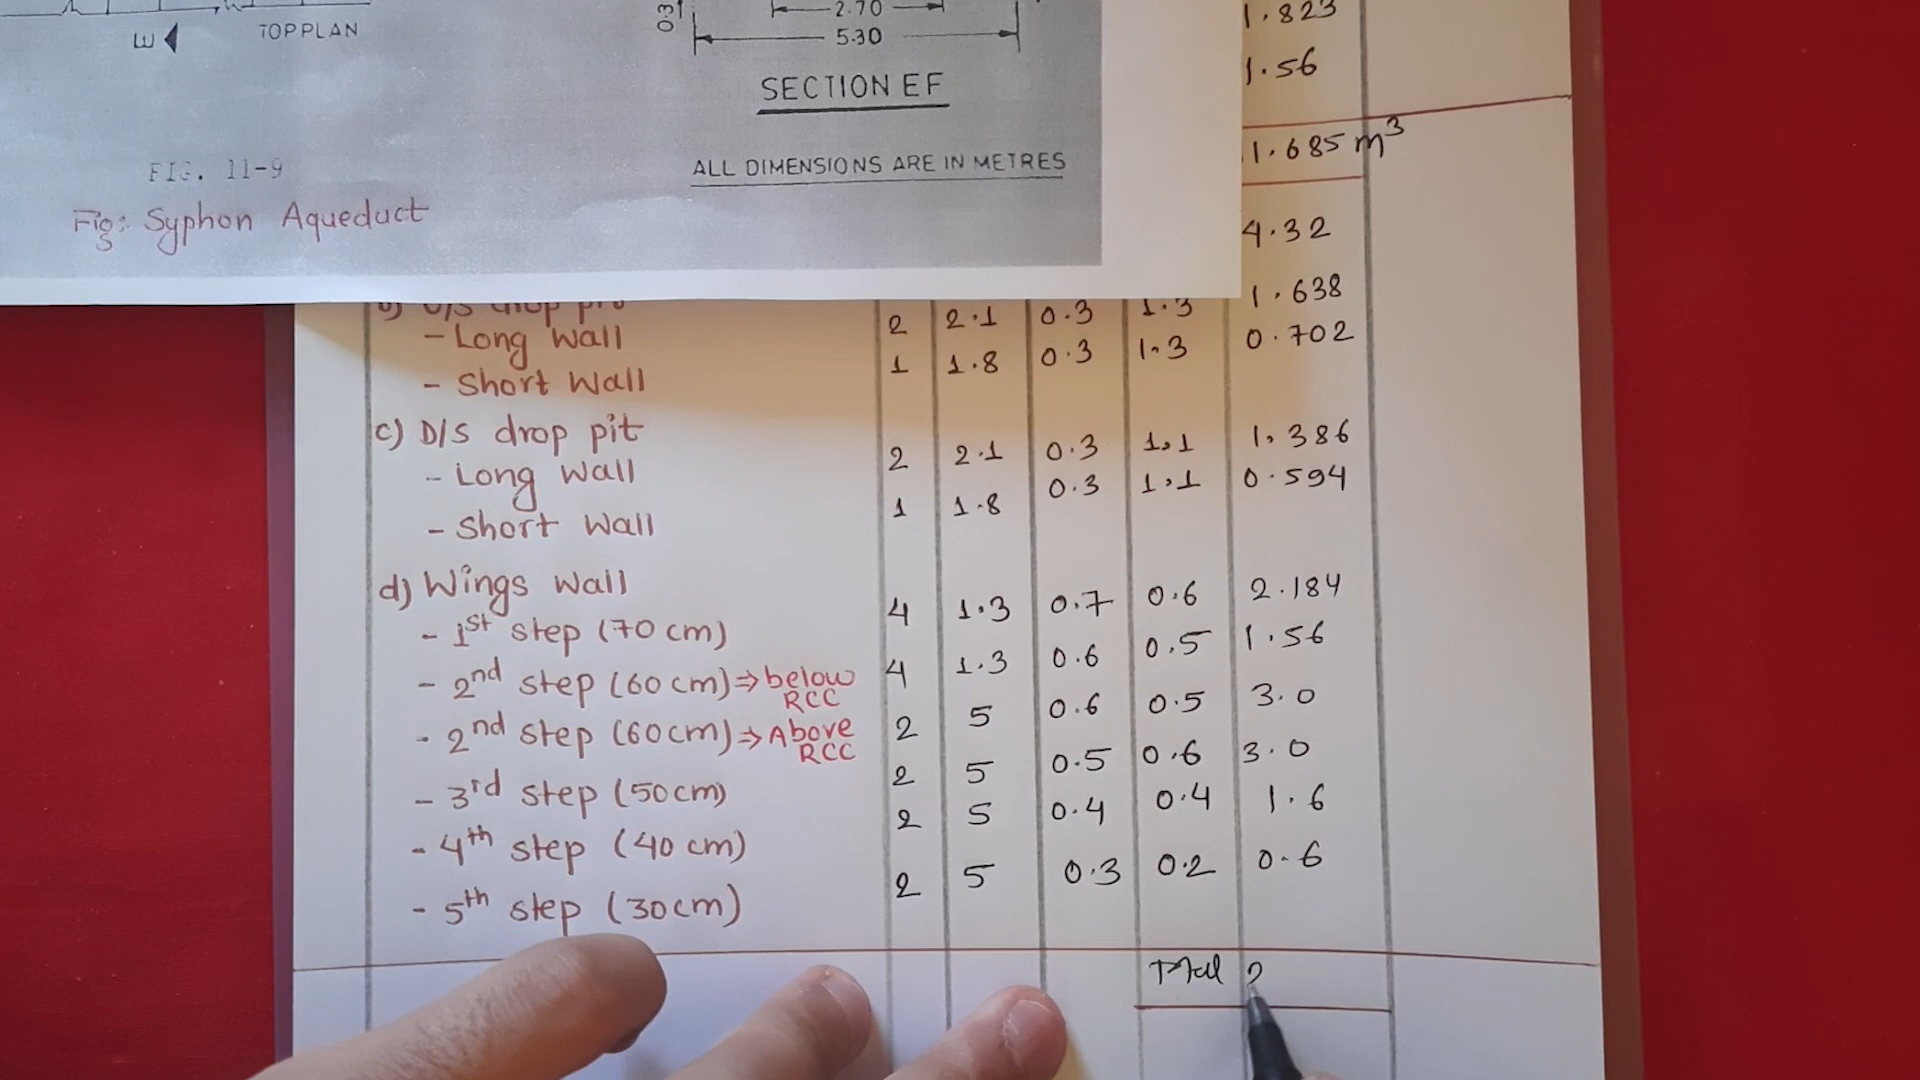 2.70
0.3
5.30
E
TOP PLAN
SECTION EF
FIG. 11-9
ALL DIMENSIONS ARE IN METRES
Fig: Syphon Aqueduct
1.823
1.56
1.685 m³
4.32
b) U/S drop pit
- Long Wall 2 2.1 0.3 1.3 1.638
- Short Wall 1 1.8 0.3 1.3 0.702
c) D/S drop pit
- Long Wall 2 2.1 0.3 1.1 1.386
- Short Wall 1 1.8 0.3 1.1 0.594
d) Wings Wall
- 1st step (70 cm) 4 1.3 0.7 0.6 2.184
- 2nd step (60 cm) ⇒ below RCC 4 1.3 0.6 0.5 1.56
- 2nd step (60cm) ⇒ Above RCC 2 5 0.6 0.5 3.0
- 3rd step (50cm) 2 5 0.5 0.6 3.0
- 4th step (40 cm) 2 5 0.4 0.4 1.6
- 5th step (30cm) 2 5 0.3 0.2 0.6
Total 2